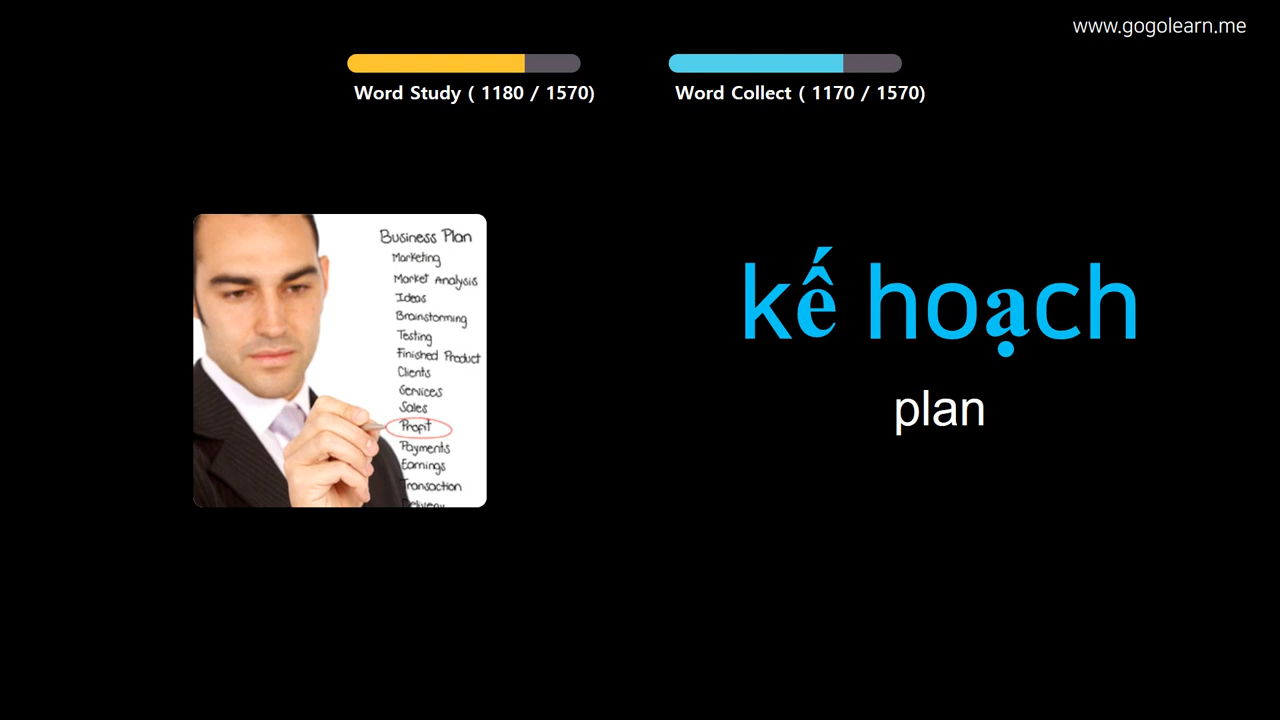 www.gogolearn.me
Word Study ( 1180 / 1570)
Word Collect ( 1170 / 1570)
Business Plan
Marketing
Market Analysis
Ideas
Brainstorming
Testing
Finished Product
Clients
Services
Sales
Profit
Payments
Earnings
Transaction
Delivery
kế hoạch
plan